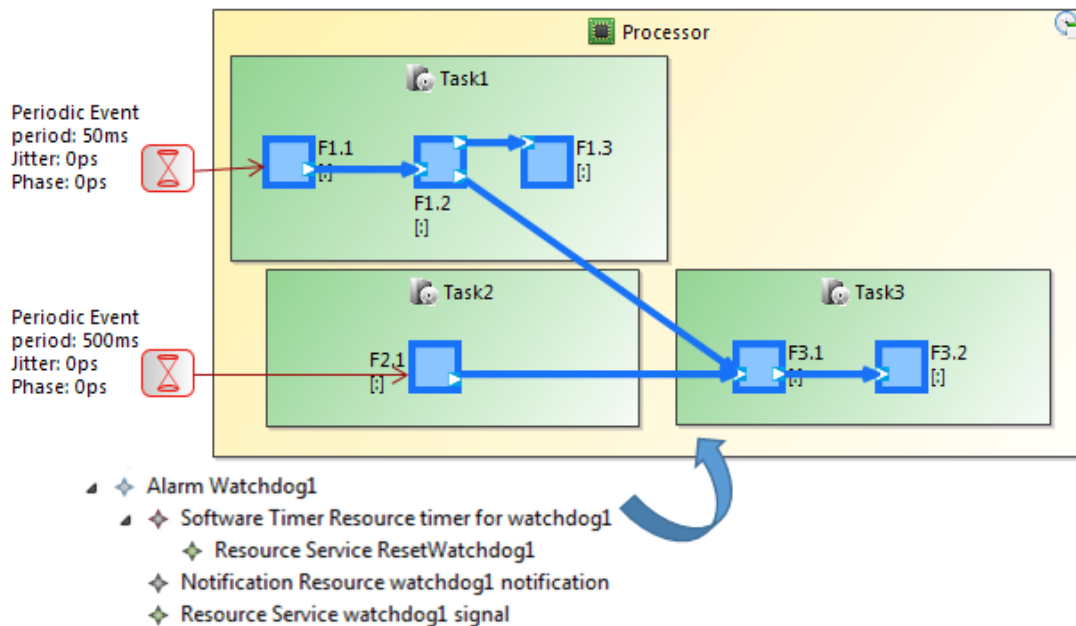 Processor
Task1
Periodic Event
period: 50ms
Jitter: 0ps
Phase: 0ps
F1.1
[:]
F1.2
[:]
F1.3
[:]
Task2
Task3
Periodic Event
period: 500ms
Jitter: 0ps
Phase: 0ps
F2.1
[:]
F3.1
[:]
F3.2
[:]
Alarm Watchdog1
Software Timer Resource timer for watchdog1
Resource Service ResetWatchdog1
Notification Resource watchdog1 notification
Resource Service watchdog1 signal